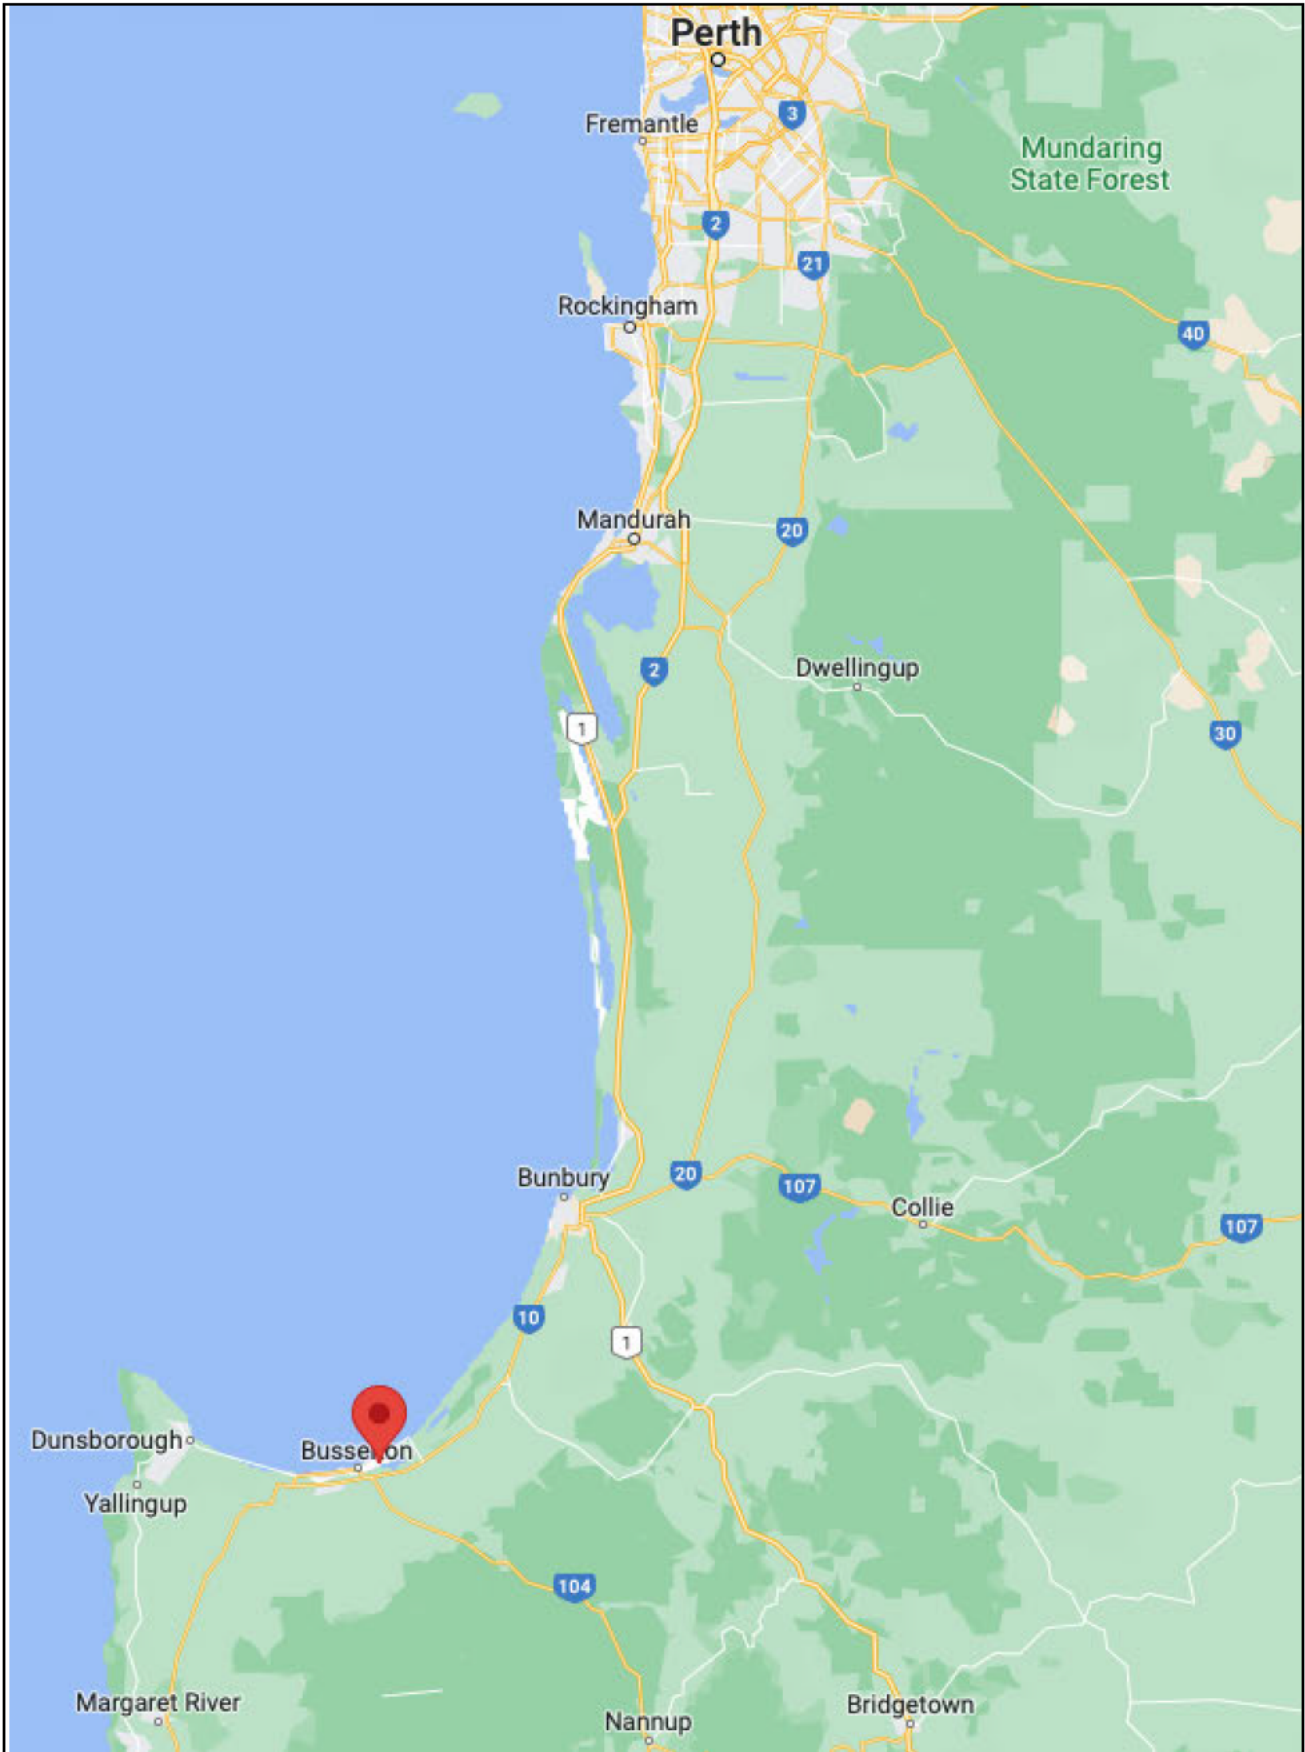 Perth
Fremantle
3
Mundaring
State Forest
2
21
Rockingham
40
Mandurah
20
2
Dwellingup
1
30
Bunbury
20
107
Collie
107
10
1
Dunsborough
Busselton
Yallingup
104
Margaret River
Nannup
Bridgetown